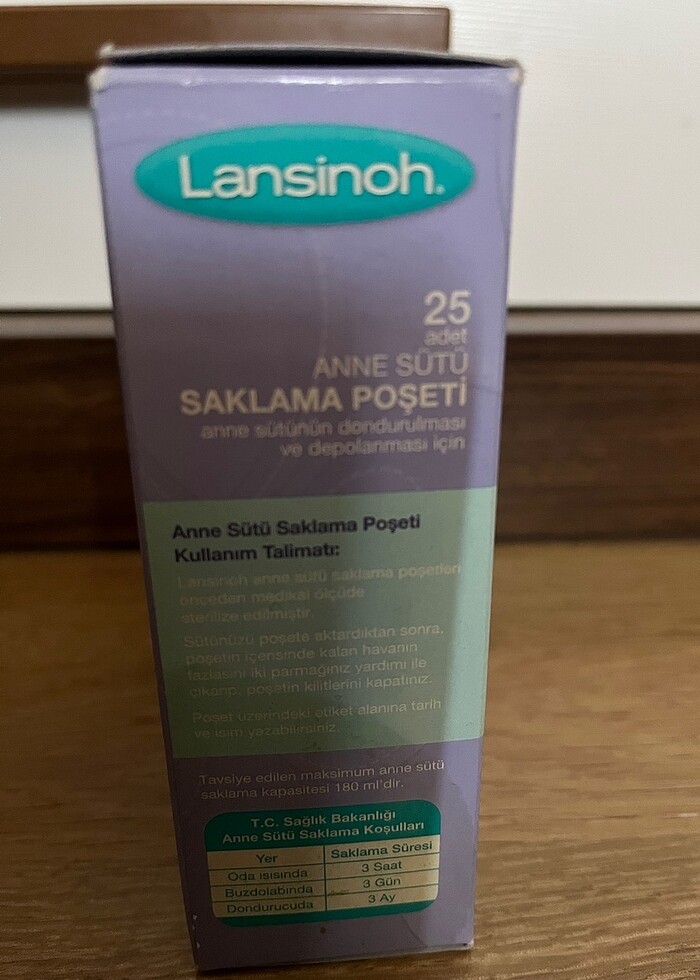 Lansinoh®
25
adet
ANNE SÜTÜ
SAKLAMA POŞETİ
anne sütünün dondurulması
ve depolanması için
Anne Sütü Saklama Poşeti
Kullanım Talimatı:
Lansinoh anne sütü saklama poşetleri
önceden medikal ölçüde
sterilize edilmiştir.
Sütünüzü poşete aktardıktan sonra,
poşetin içersinde kalan havanın
fazlasını iki parmağınız yardımı ile
çıkarıp, poşetin kilitlerini kapatınız.
Poşet üzerindeki etiket alanına tarih
ve isim yazabilirsiniz.
Tavsiye edilen maksimum anne sütü
saklama kapasitesi 180 ml'dir.
T.C. Sağlık Bakanlığı
Anne Sütü Saklama Koşulları
Yer Saklama Süresi
Oda ısısında 3 Saat
Buzdolabında 3 Gün
Dondurucuda 3 Ay